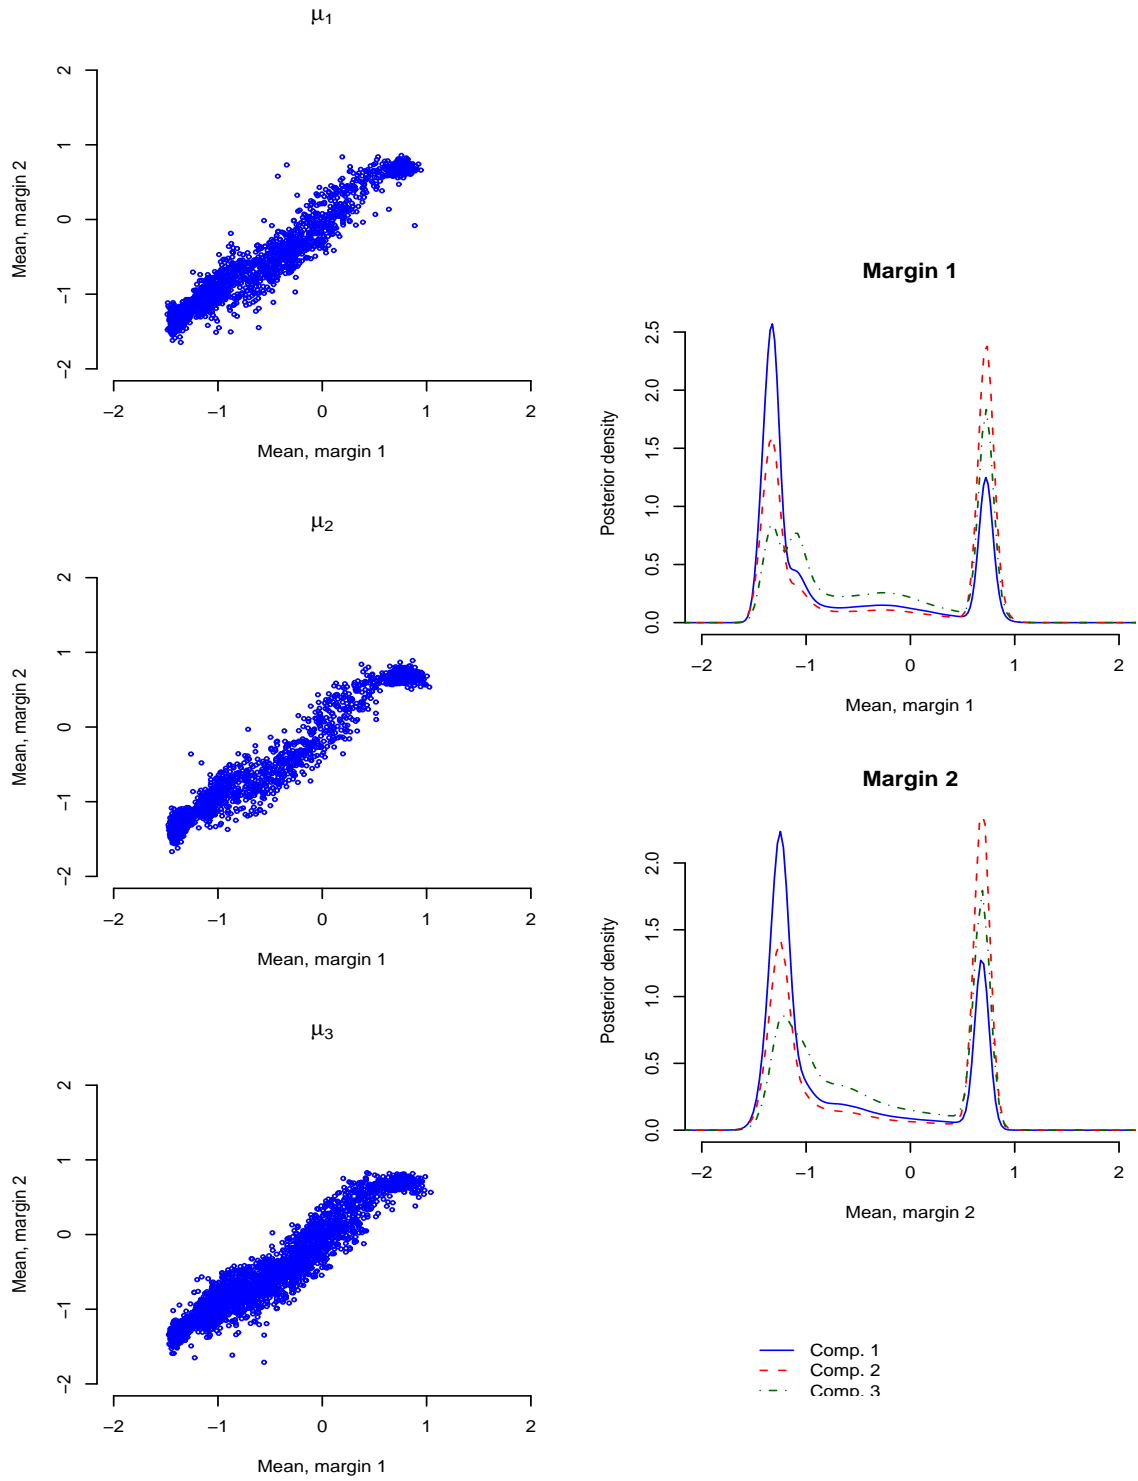 μ1
2
1
0
−1
−2
Mean, margin 2
−2 −1 0 1 2
Mean, margin 1
μ2
2
1
0
−1
−2
Mean, margin 2
−2 −1 0 1 2
Mean, margin 1
μ3
2
1
0
−1
−2
Mean, margin 2
−2 −1 0 1 2
Mean, margin 1
Margin 1
2.5
2.0
1.5
1.0
0.5
0.0
Posterior density
−2 −1 0 1 2
Mean, margin 1
Margin 2
2.0
1.5
1.0
0.5
0.0
Posterior density
−2 −1 0 1 2
Mean, margin 2
Comp. 1
Comp. 2
Comp. 3